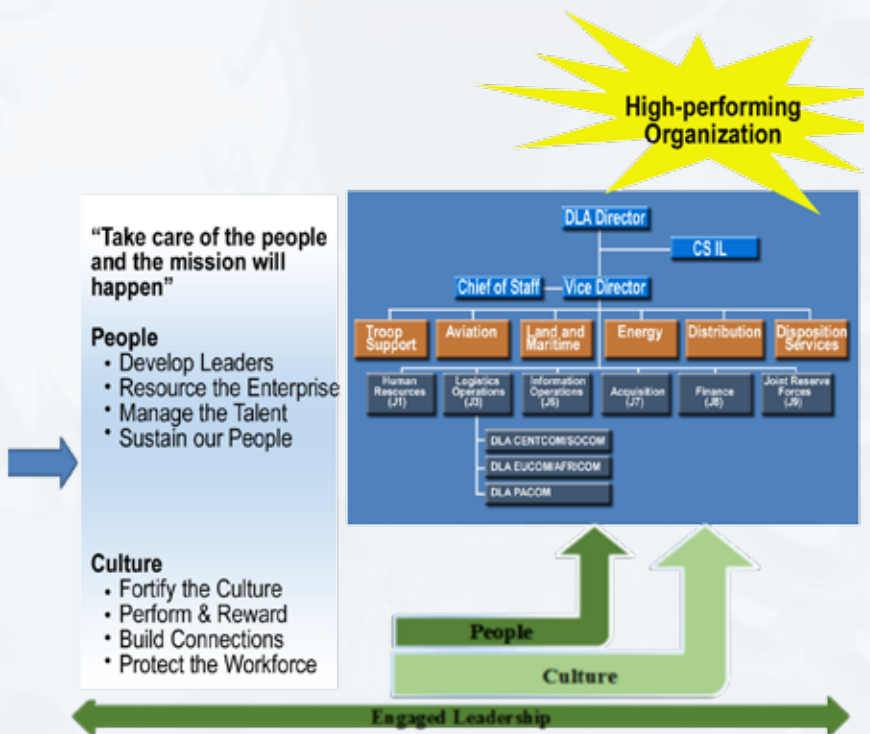 High-performing
Organization
“Take care of the people
and the mission will
happen”
People
• Develop Leaders
• Resource the Enterprise
• Manage the Talent
• Sustain our People
Culture
• Fortify the Culture
• Perform & Reward
• Build Connections
• Protect the Workforce
DLA Director
CS IL
Chief of Staff
Vice Director
Troop
Support
Aviation
Land and
Maritime
Energy
Distribution
Disposition
Services
Human
Resources
(J1)
Logistics
Operations
(J3)
Information
Operations
(J6)
Acquisition
(J7)
Finance
(J8)
Joint Reserve
Forces
(J9)
DLA CENTCOM/SOCOM
DLA EUCOM/AFRICOM
DLA PACOM
People
Culture
Engaged Leadership